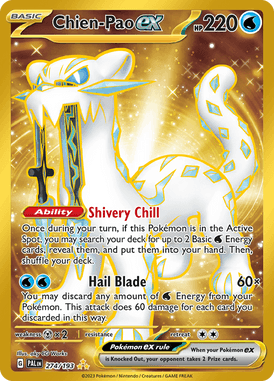 BASIC
Chien-Pao ex HP 220
Ability Shivery Chill
Once during your turn, if this Pokémon is in the Active
Spot, you may search your deck for up to 2 Basic Energy
cards, reveal them, and put them into your hand. Then,
shuffle your deck.
Hail Blade 60×
You may discard any amount of Energy from your
Pokémon. This attack does 60 damage for each card you
discarded in this way.
weakness ×2 resistance retreat
Pokémon ex rule
When your Pokémon ex
is Knocked Out, your opponent takes 2 Prize cards.
PAL EN 274/193
©2023 Pokémon / Nintendo / Creatures / GAME FREAK